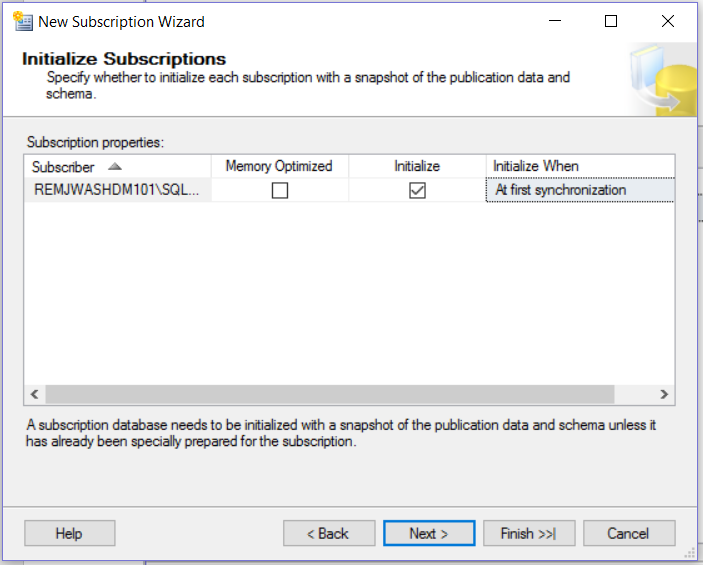 New Subscription Wizard
Initialize Subscriptions
Specify whether to initialize each subscription with a snapshot of the publication data and
schema.
Subscription properties:
Subscriber Memory Optimized Initialize Initialize When
REMJWASHDM101\SQL... At first synchronization
A subscription database needs to be initialized with a snapshot of the publication data and schema unless it
has already been specially prepared for the subscription.
Help < Back Next > Finish >>| Cancel